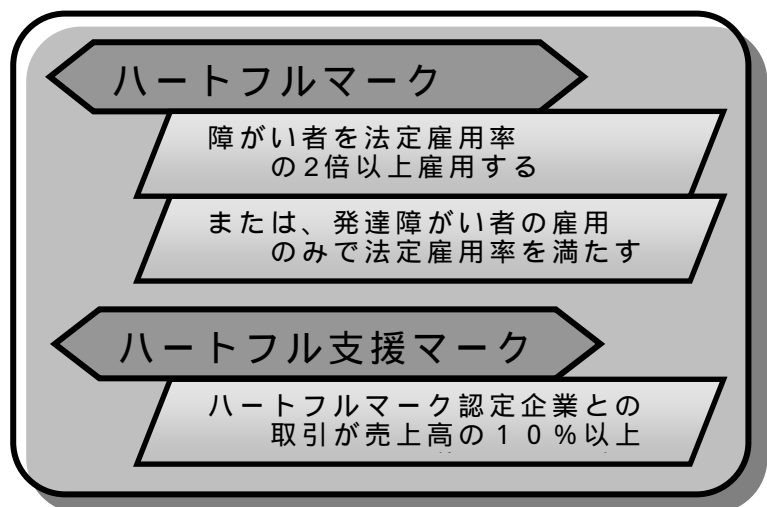 ハートフルマーク
障がい者を法定雇用率
の2倍以上雇用する
または、発達障がい者の雇用
のみで法定雇用率を満たす
ハートフル支援マーク
ハートフルマーク認定企業との
取引が売上高の１０％以上